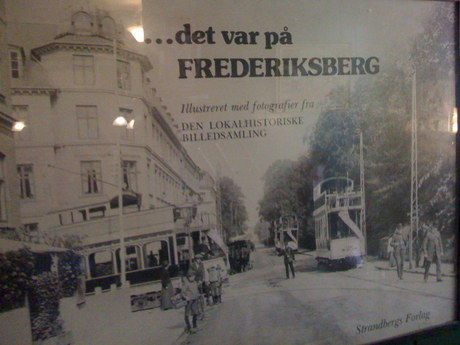 ...det var på
FREDERIKSBERG
Illustreret med fotografier fra
DEN LOKALHISTORISKE
BILLEDSAMLING
Strandbergs Forlag